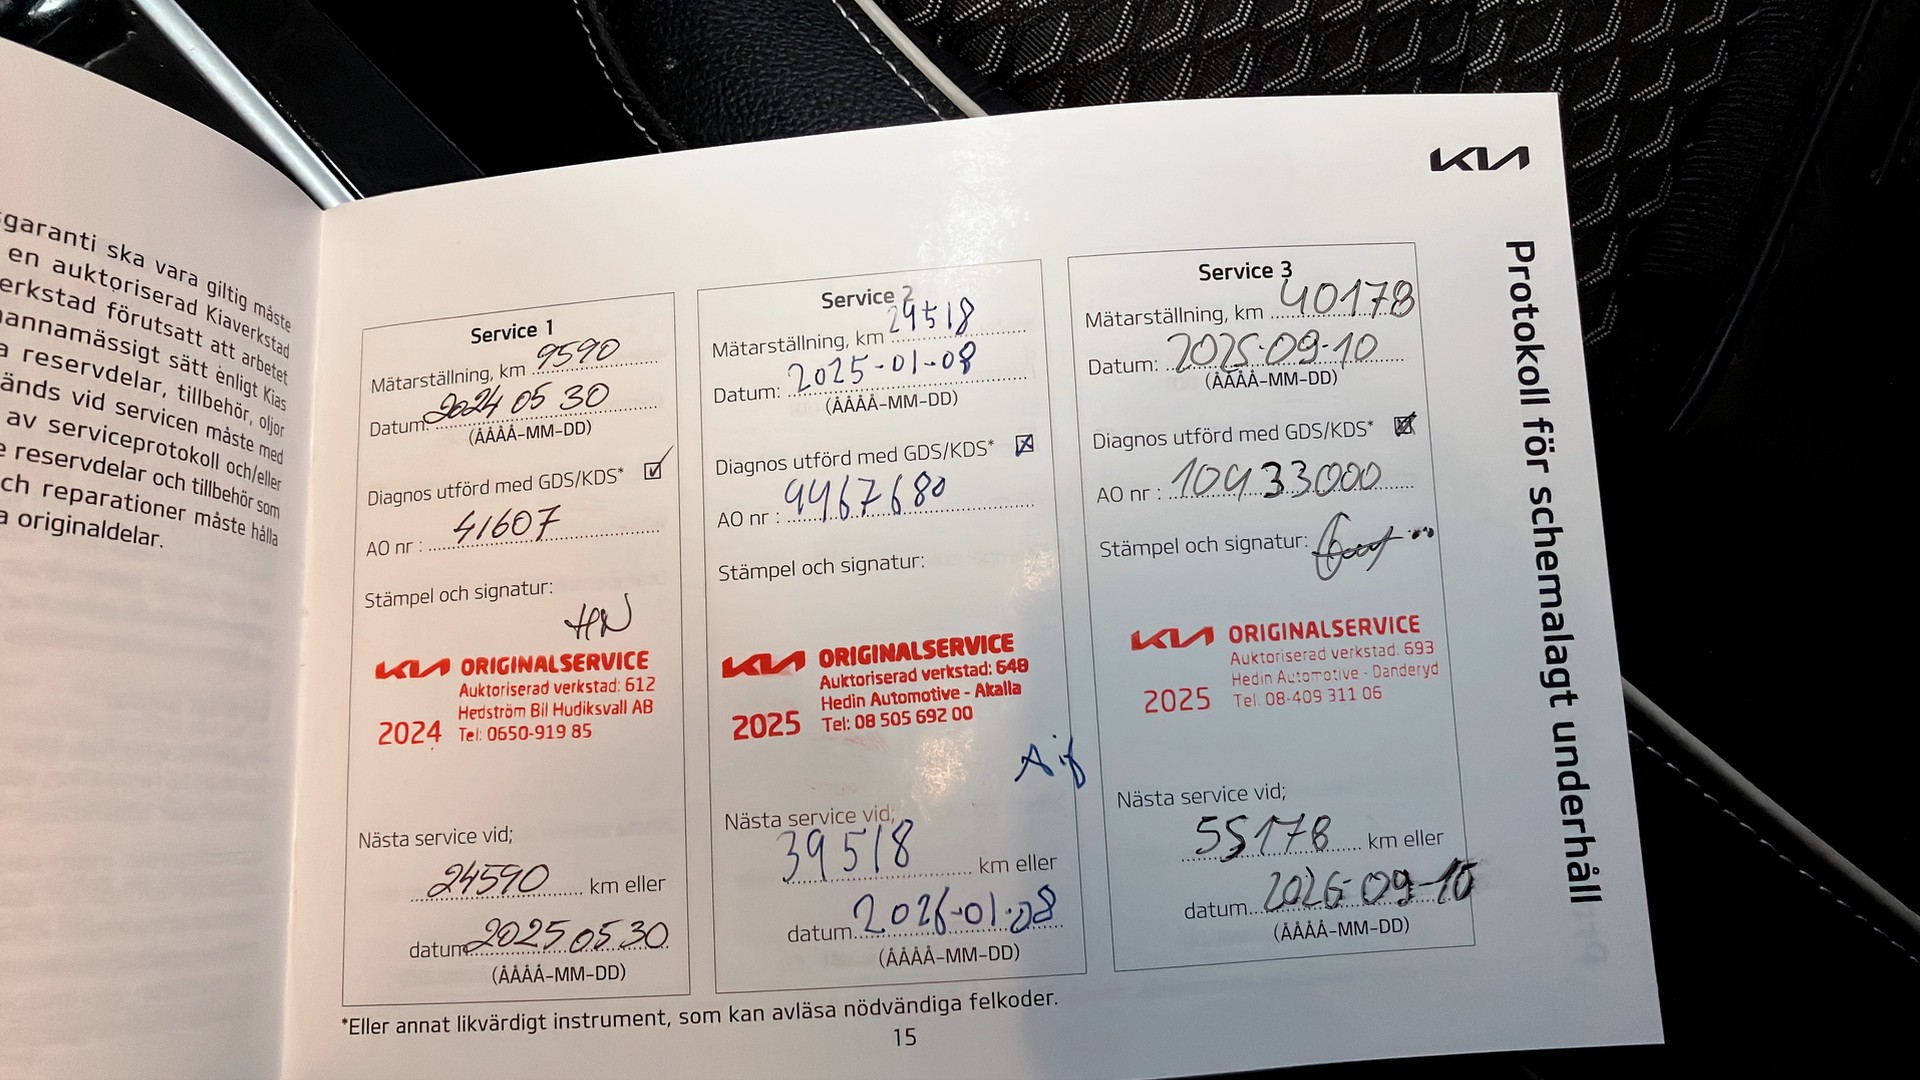 garanti ska vara giltig måste
en auktoriserad Kiaverkstad
erkstad förutsatt att arbetet
annamässigt sätt enligt Kias
a reservdelar, tillbehör, oljor
änds vid servicen måste med
av serviceprotokoll och/eller
e reservdelar och tillbehör som
ch reparationer måste hålla
a originaldelar.
KIA
Protokoll för schemalagt underhåll
Service 1
Mätarställning, km 9590
Datum: 2024 05 30
(ÅÅÅÅ-MM-DD)
Diagnos utförd med GDS/KDS*
AO nr : 41607
Stämpel och signatur:
HN
KIA ORIGINALSERVICE
Auktoriserad verkstad: 612
Hedström Bil Hudiksvall AB
2024 Tel: 0650-919 85
Nästa service vid;
24590 km eller
datum 2025 05 30
(ÅÅÅÅ-MM-DD)
Service 2
Mätarställning, km 24518
Datum: 2025-01-08
(ÅÅÅÅ-MM-DD)
Diagnos utförd med GDS/KDS*
AO nr : 9467680
Stämpel och signatur:
KIA ORIGINALSERVICE
Auktoriserad verkstad: 640
Hedin Automotive - Akalla
2025 Tel: 08 505 692 00
Nästa service vid;
39518 km eller
datum 2026-01-08
(ÅÅÅÅ-MM-DD)
Service 3
Mätarställning, km 40178
Datum: 2025-09-10
(ÅÅÅÅ-MM-DD)
Diagnos utförd med GDS/KDS*
AO nr : 10433000
Stämpel och signatur:
KIA ORIGINALSERVICE
Auktoriserad verkstad: 693
Hedin Automotive - Danderyd
2025 Tel. 08-409 311 06
Nästa service vid;
55178 km eller
datum 2026-09-10
(ÅÅÅÅ-MM-DD)
*Eller annat likvärdigt instrument, som kan avläsa nödvändiga felkoder.
15